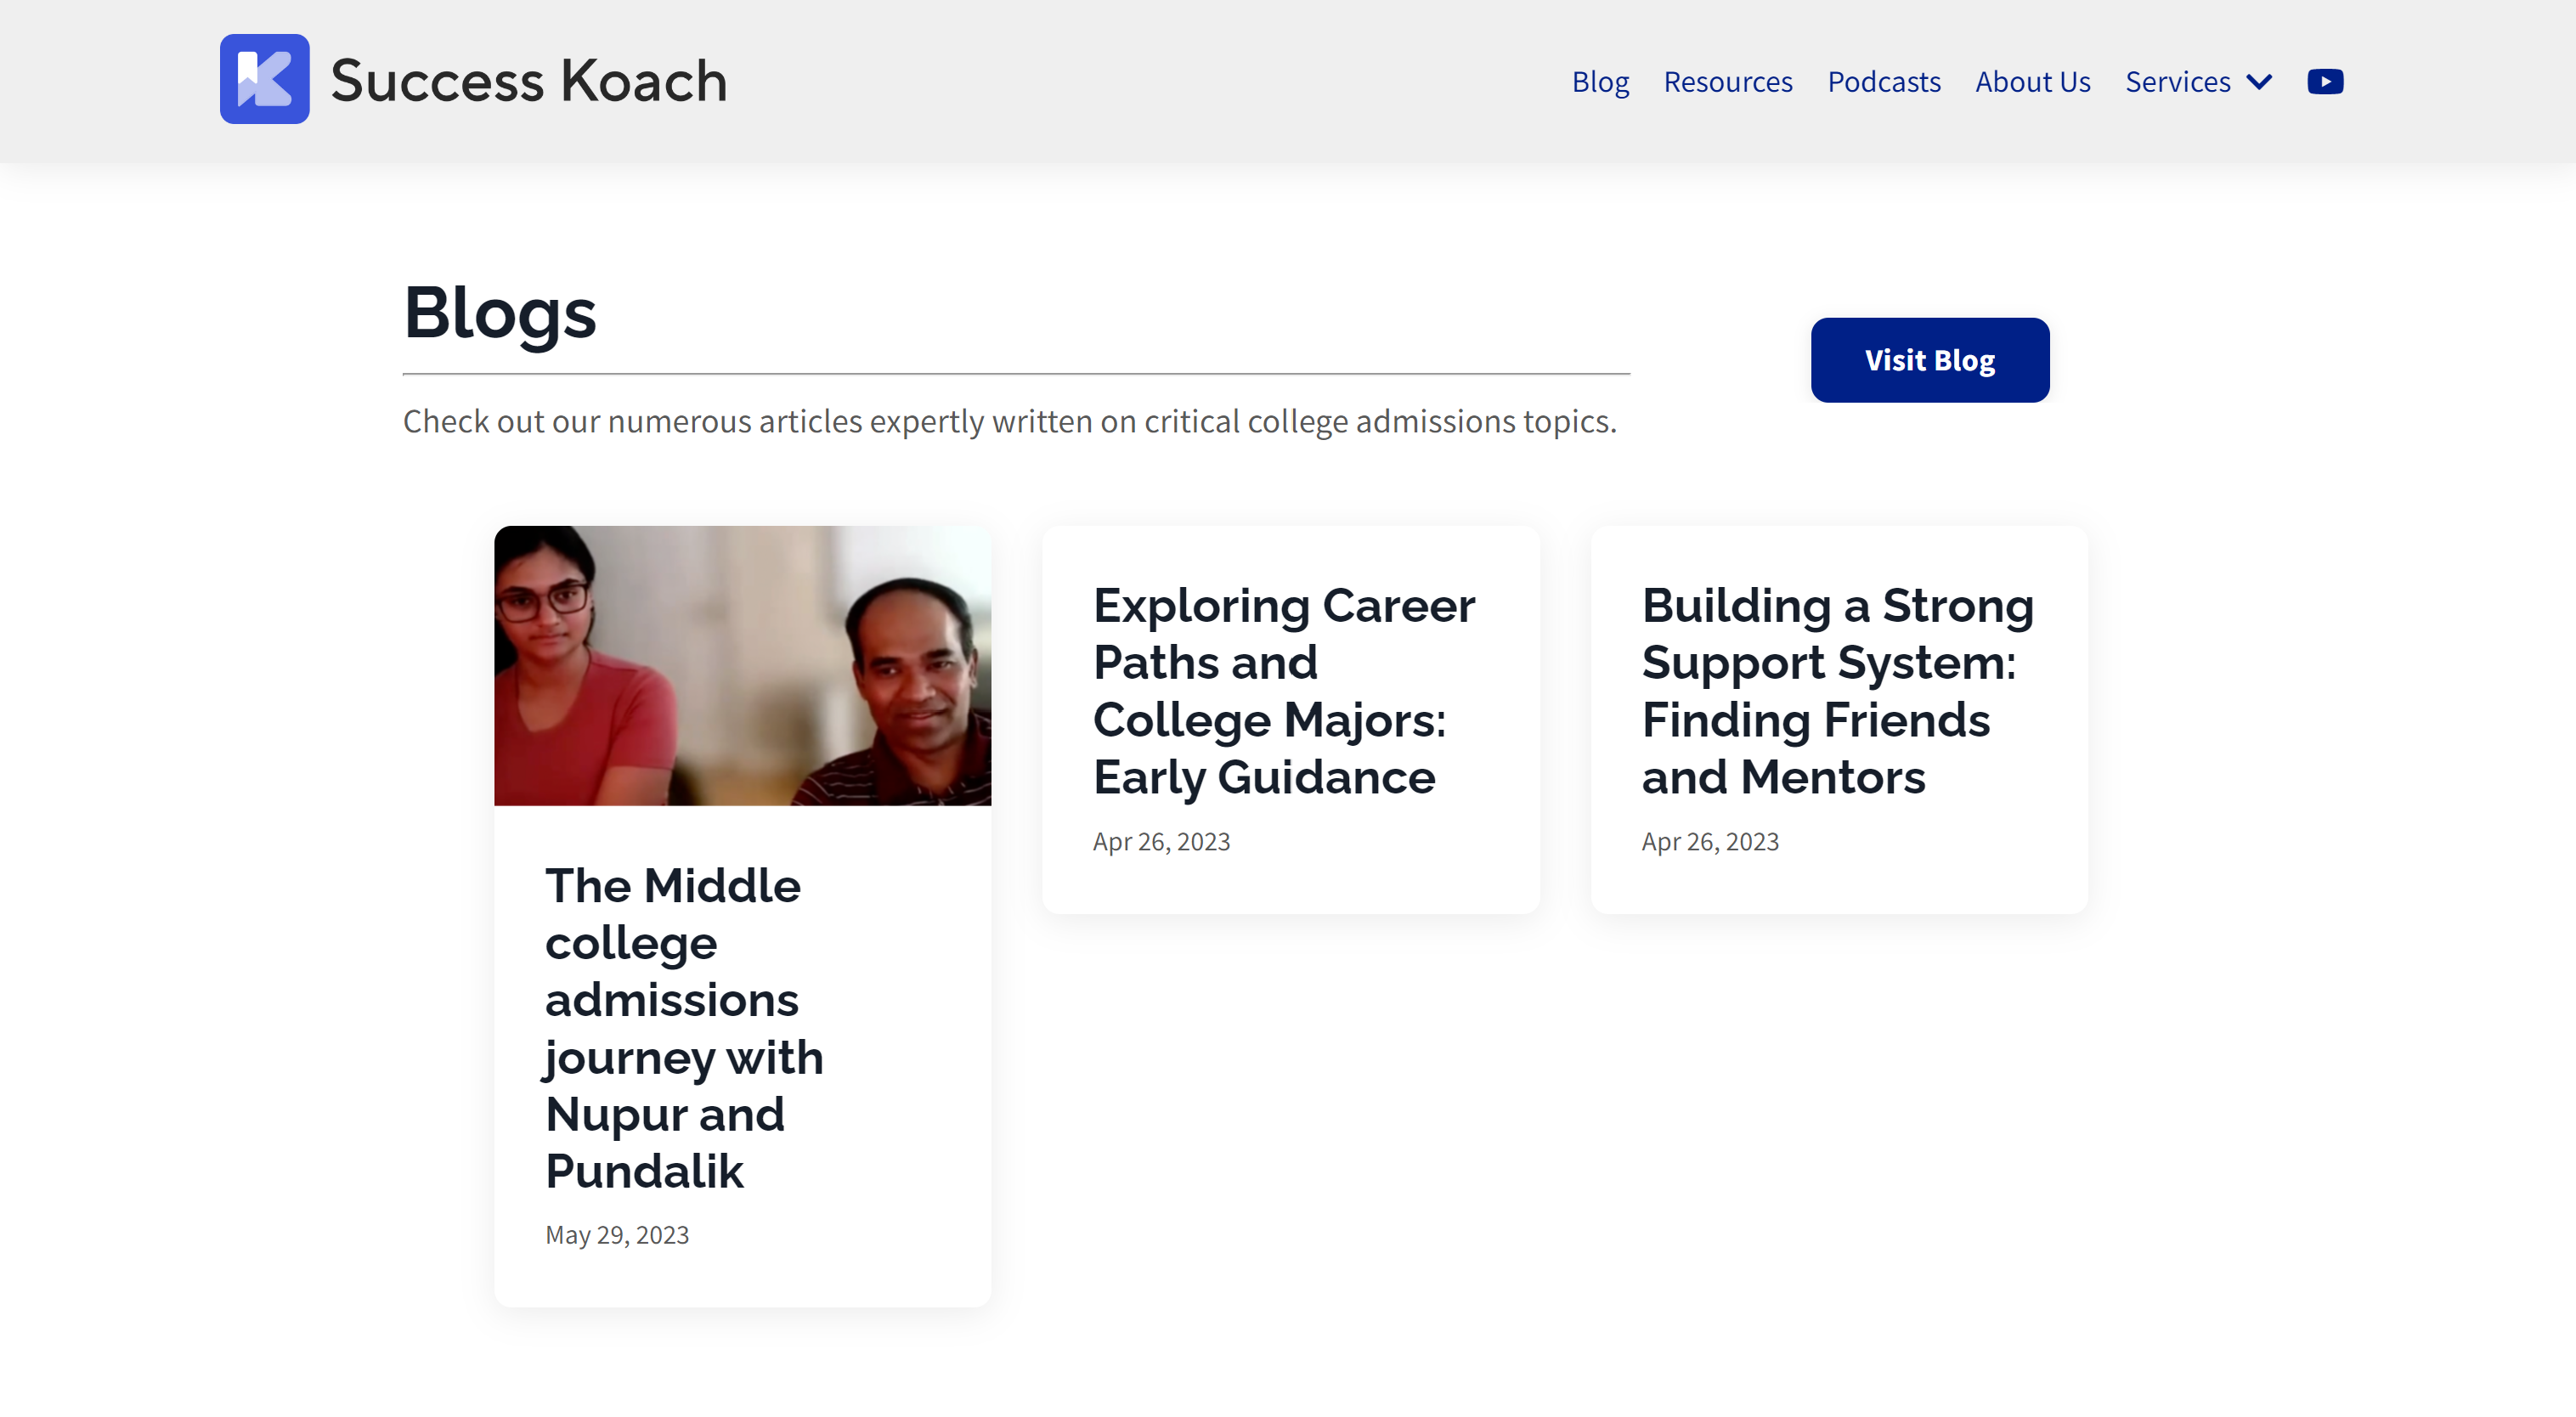 Success Koach
Blog Resources Podcasts About Us Services
Blogs
Visit Blog
Check out our numerous articles expertly written on critical college admissions topics.
The Middle
college
admissions
journey with
Nupur and
Pundalik
May 29, 2023
Exploring Career
Paths and
College Majors:
Early Guidance
Apr 26, 2023
Building a Strong
Support System:
Finding Friends
and Mentors
Apr 26, 2023